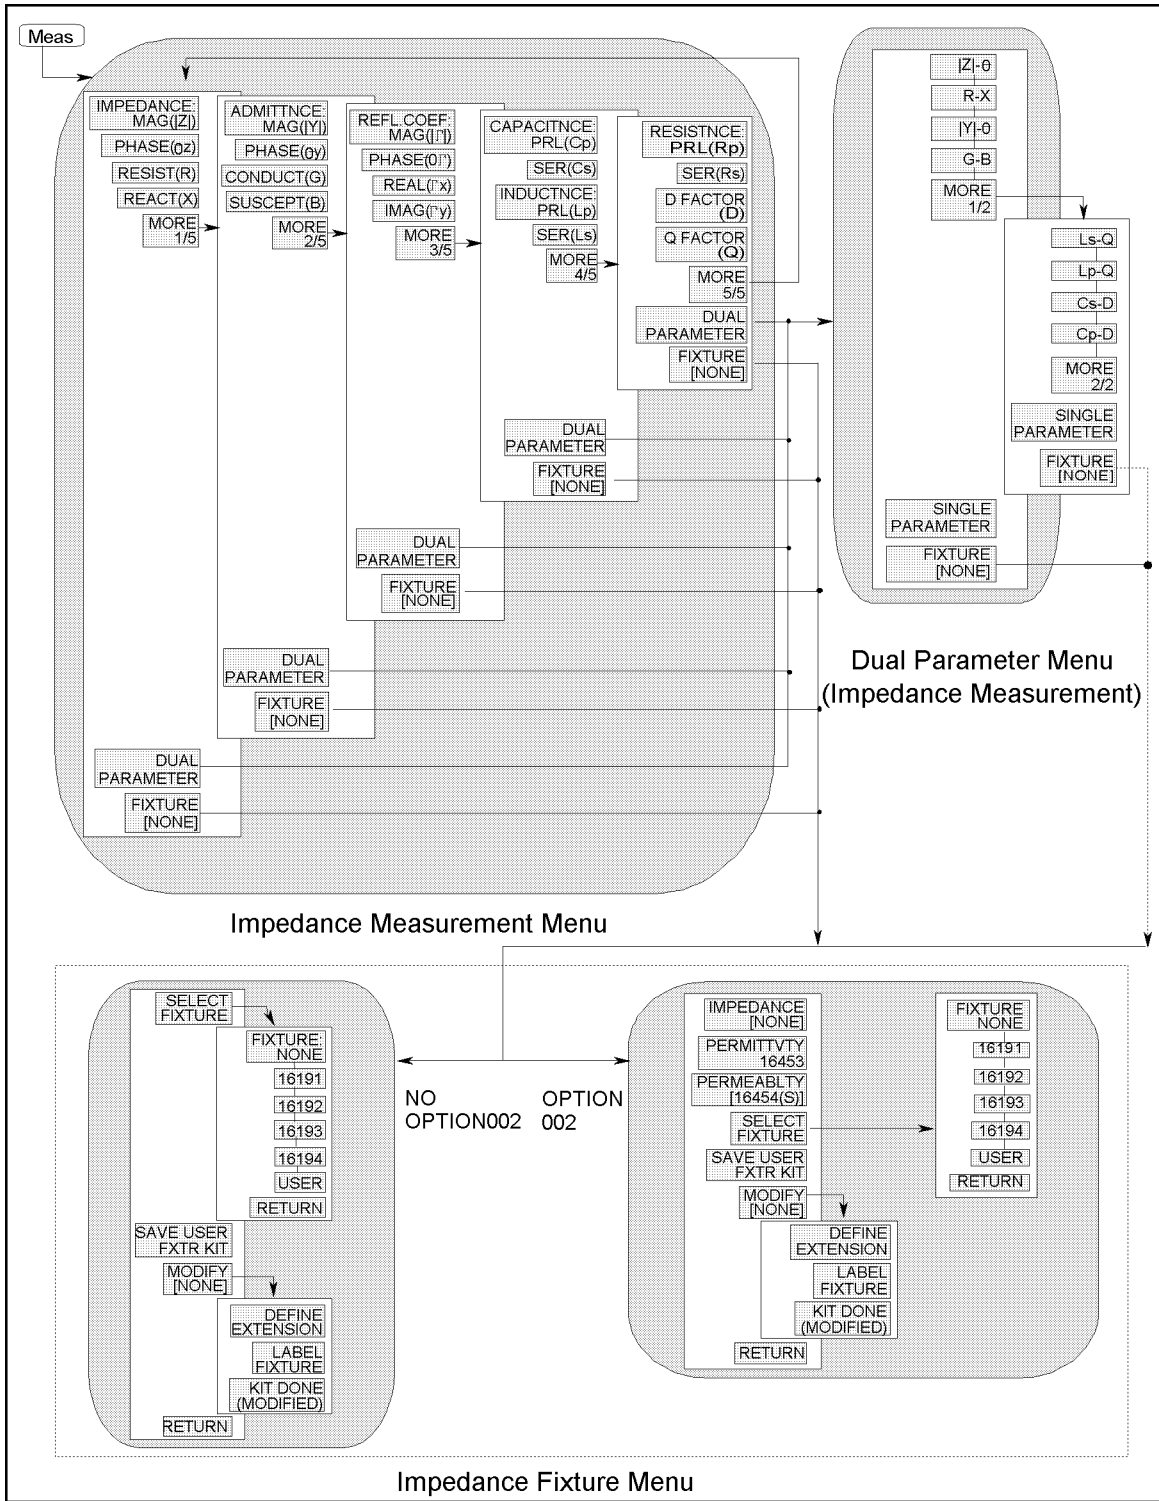 Meas
IMPEDANCE:
MAG(|Z|)
PHASE(θz)
RESIST(R)
REACT(X)
MORE
1/5
DUAL
PARAMETER
FIXTURE
[NONE]
ADMITTNCE:
MAG(|Y|)
PHASE(θy)
CONDUCT(G)
SUSCEPT(B)
MORE
2/5
DUAL
PARAMETER
FIXTURE
[NONE]
REFL.COEF:
MAG(|Γ|)
PHASE(θΓ)
REAL(Γx)
IMAG(Γy)
MORE
3/5
DUAL
PARAMETER
FIXTURE
[NONE]
CAPACITNCE:
PRL(Cp)
SER(Cs)
INDUCTNCE:
PRL(Lp)
SER(Ls)
MORE
4/5
DUAL
PARAMETER
FIXTURE
[NONE]
RESISTNCE:
PRL(Rp)
SER(Rs)
D FACTOR
(D)
Q FACTOR
(Q)
MORE
5/5
DUAL
PARAMETER
FIXTURE
[NONE]
Impedance Measurement Menu
|Z|-θ
R-X
|Y|-θ
G-B
MORE
1/2
SINGLE
PARAMETER
FIXTURE
[NONE]
Ls-Q
Lp-Q
Cs-D
Cp-D
MORE
2/2
SINGLE
PARAMETER
FIXTURE
[NONE]
Dual Parameter Menu
(Impedance Measurement)
SELECT
FIXTURE
FIXTURE:
NONE
16191
16192
16193
16194
USER
RETURN
SAVE USER
FXTR KIT
MODIFY
[NONE]
DEFINE
EXTENSION
LABEL
FIXTURE
KIT DONE
(MODIFIED)
RETURN
NO
OPTION002
OPTION
002
IMPEDANCE
[NONE]
PERMITTVTY
16453
PERMEABLTY
[16454(S)]
SELECT
FIXTURE
SAVE USER
FXTR KIT
MODIFY
[NONE]
DEFINE
EXTENSION
LABEL
FIXTURE
KIT DONE
(MODIFIED)
RETURN
FIXTURE
NONE
16191
16192
16193
16194
USER
RETURN
Impedance Fixture Menu